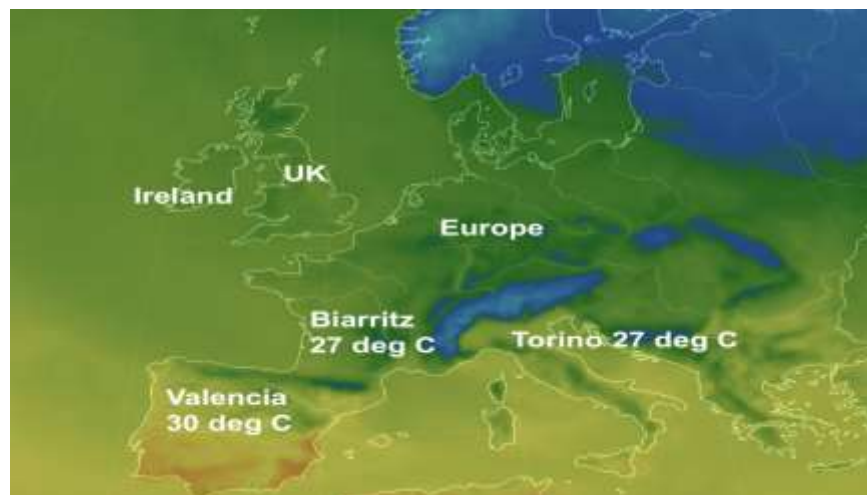 UK
Ireland
Europe
Biarritz
27 deg C
Torino 27 deg C
Valencia
30 deg C